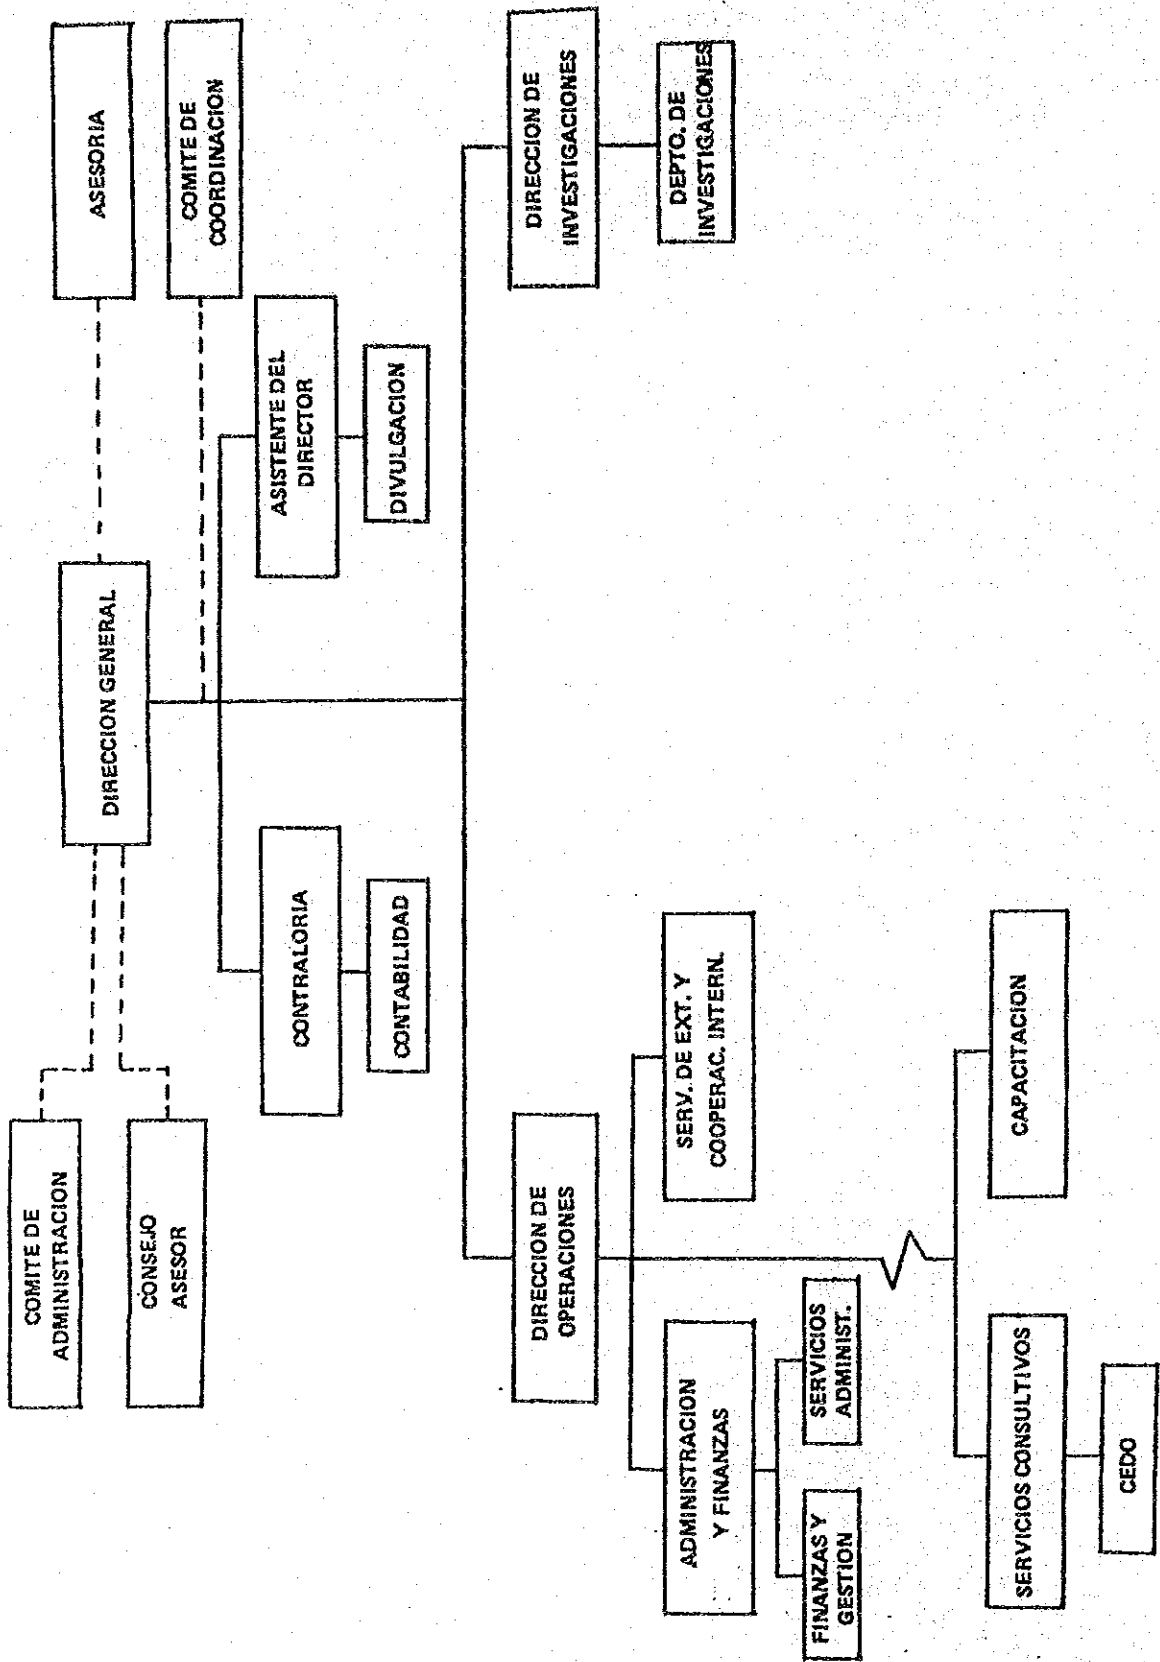 COMITE DE
ADMINISTRACION
CONSEJO
ASESOR
DIRECCION GENERAL
ASESORIA
COMITE DE
COORDINACION
CONTRALORIA
CONTABILIDAD
ASISTENTE DEL
DIRECTOR
DIVULGACION
DIRECCION DE
OPERACIONES
DIRECCION DE
INVESTIGACIONES
DEPTO. DE
INVESTIGACIONES
ADMINISTRACION
Y FINANZAS
SERV. DE EXT. Y
COOPERAC. INTERN.
FINANZAS Y
GESTION
SERVICIOS
ADMINIST.
SERVICIOS CONSULTIVOS
CAPACITACION
CEDO